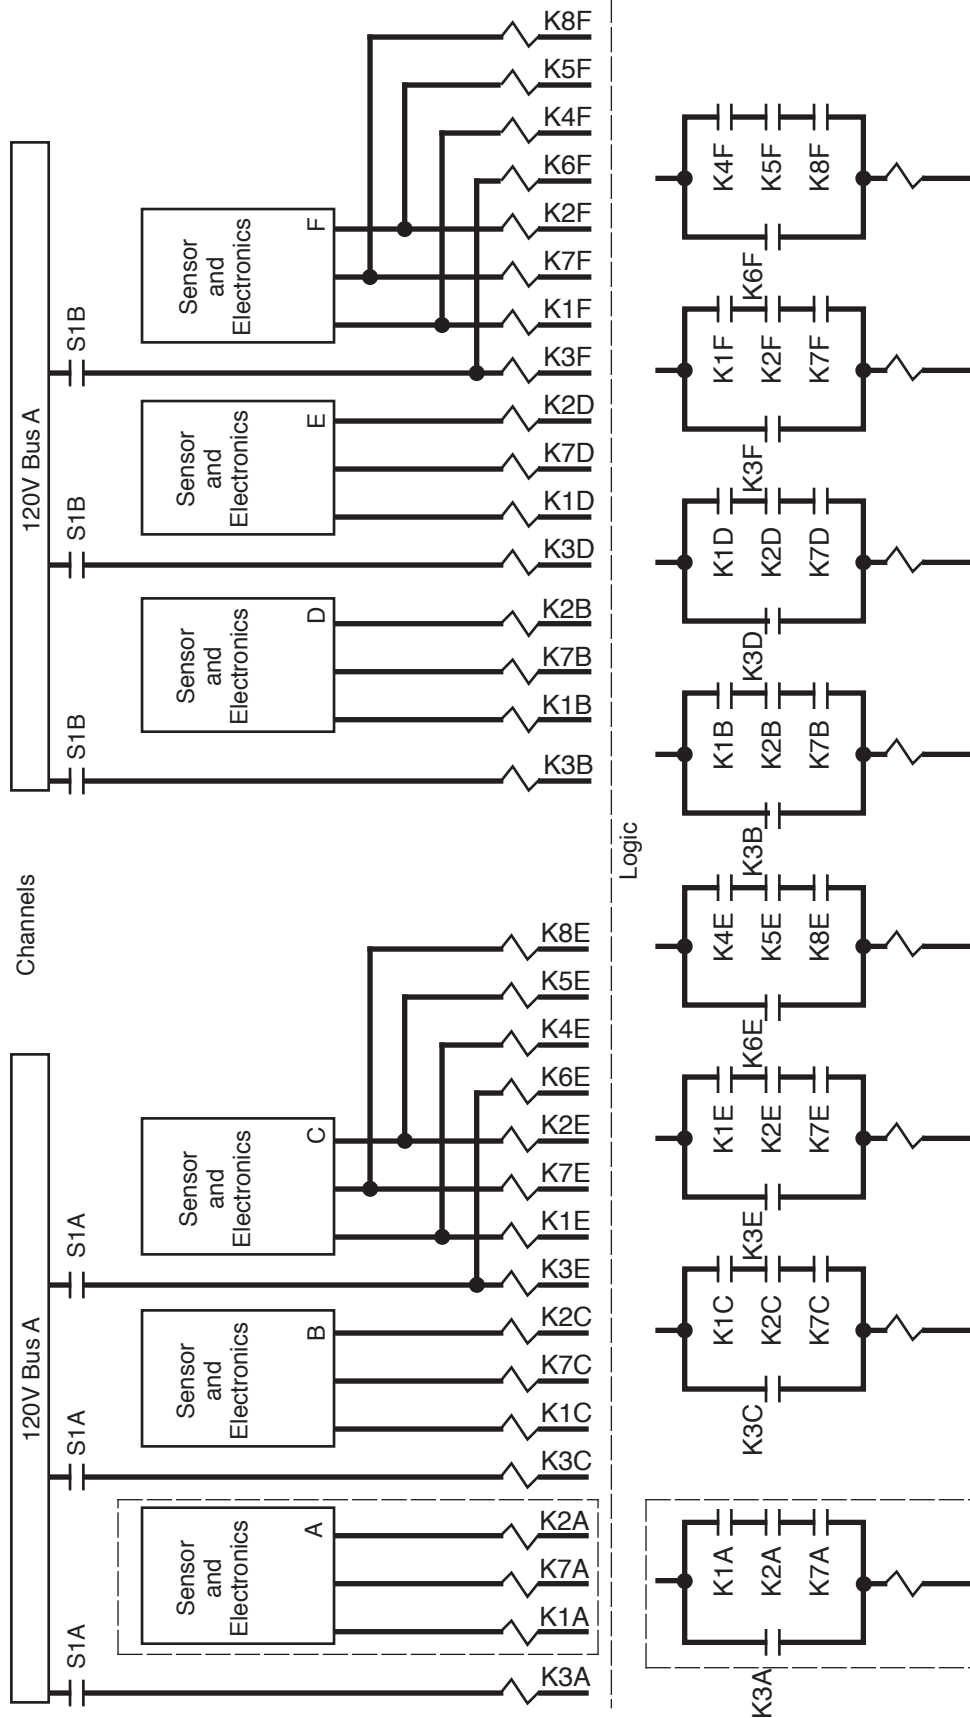 Channels
120V Bus A
120V Bus A
S1A
S1A
S1A
S1B
S1B
S1B
Sensor
and
Electronics
A
Sensor
and
Electronics
B
Sensor
and
Electronics
C
Sensor
and
Electronics
D
Sensor
and
Electronics
E
Sensor
and
Electronics
F
K3A
K1A
K7A
K2A
K3C
K1C
K7C
K2C
K3E
K1E
K7E
K2E
K6E
K4E
K5E
K8E
K3B
K1B
K7B
K2B
K3D
K1D
K7D
K2D
K3F
K1F
K7F
K2F
K6F
K4F
K5F
K8F
Logic
K3A
K1A
K2A
K7A
K3C
K1C
K2C
K7C
K3E
K1E
K2E
K7E
K6E
K4E
K5E
K8E
K3B
K1B
K2B
K7B
K3D
K1D
K2D
K7D
K3F
K1F
K2F
K7F
K6F
K4F
K5F
K8F